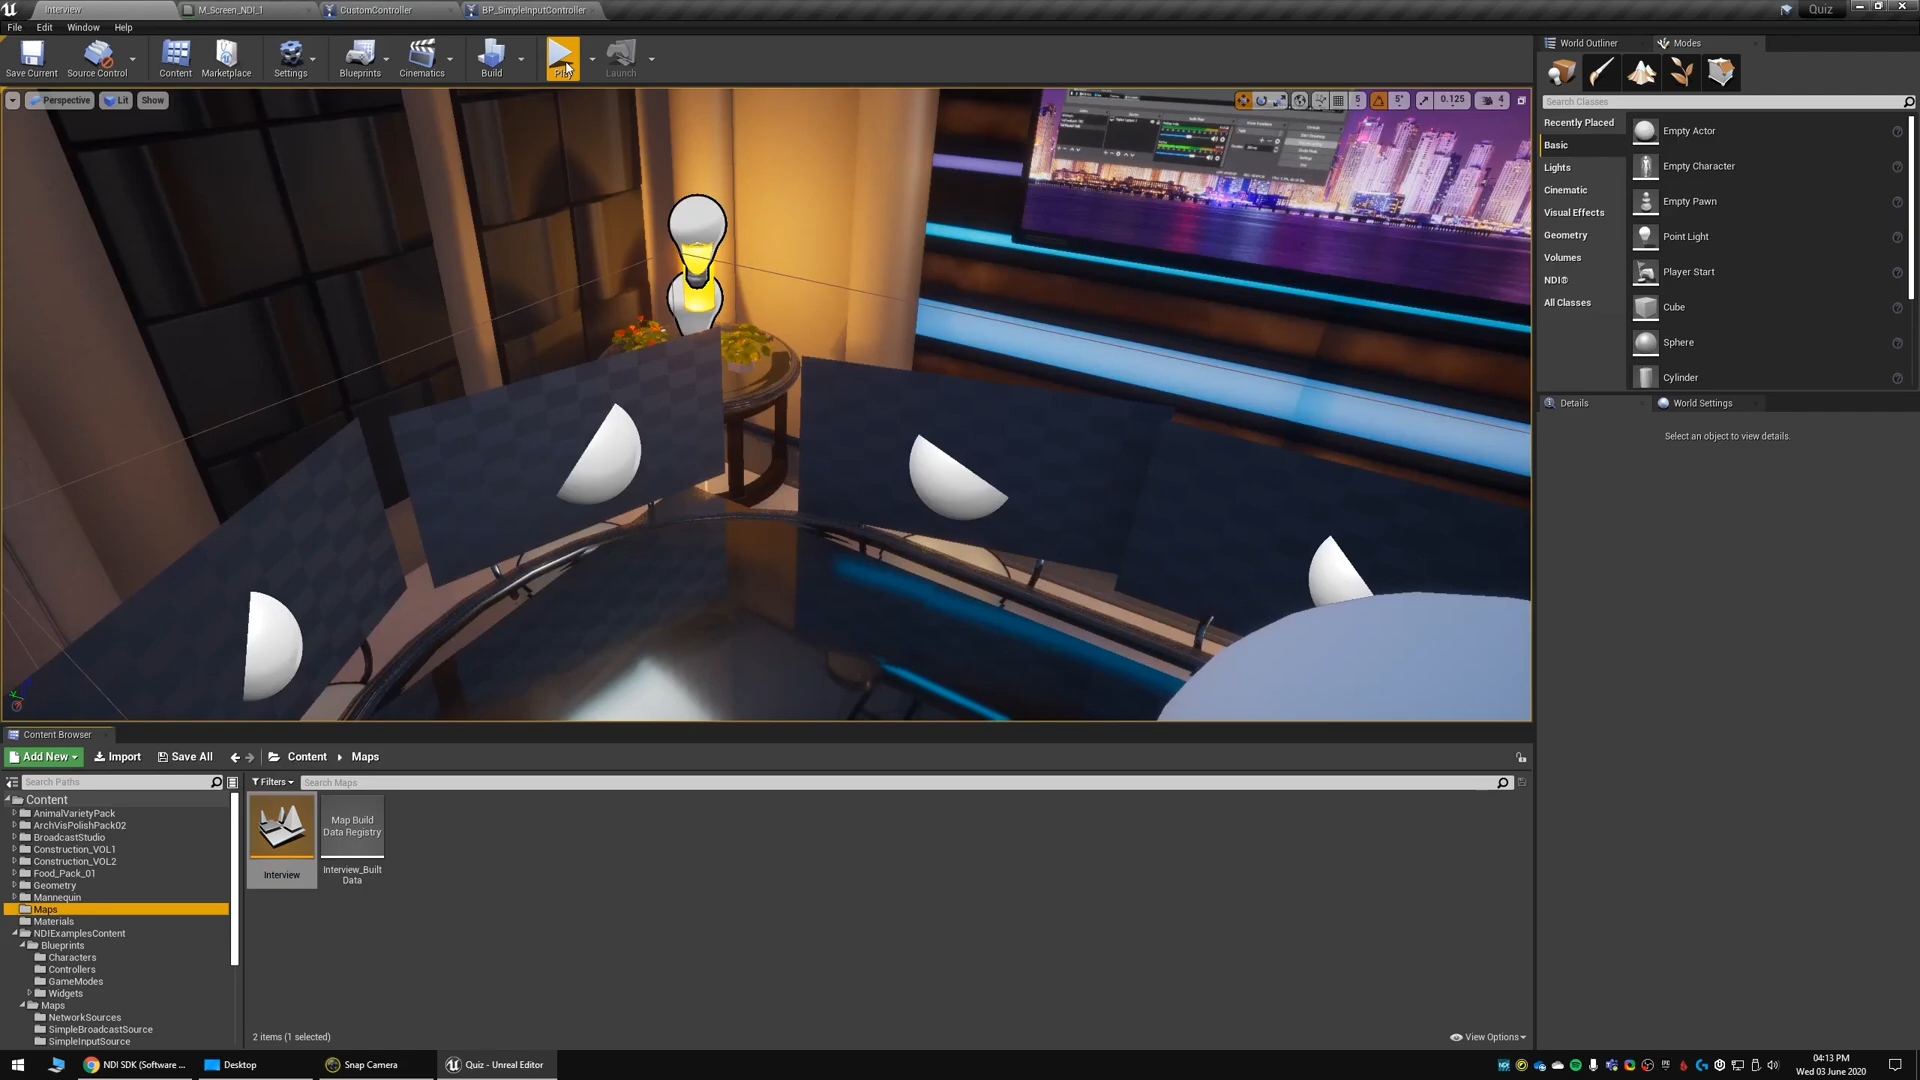 Interview
M_Screen_NDI_1
CustomController
BP_SimpleInputController
Quiz
File
Edit
Window
Help
Save Current
Source Control
Content
Marketplace
Settings
Blueprints
Cinematics
Build
Play
Launch
Perspective
Lit
Show
5
5°
0.125
4
World Outliner
Modes
Search Classes
Recently Placed
Basic
Lights
Cinematic
Visual Effects
Geometry
Volumes
NDI®
All Classes
Empty Actor
Empty Character
Empty Pawn
Point Light
Player Start
Cube
Sphere
Cylinder
Details
World Settings
Select an object to view details.
Content Browser
Add New
Import
Save All
Content
Maps
Search Paths
Filters
Search Maps
Content
AnimalVarietyPack
ArchVisPolishPack02
BroadcastStudio
Construction_VOL1
Construction_VOL2
Food_Pack_01
Geometry
Mannequin
Maps
Materials
NDIExamplesContent
Blueprints
Characters
Controllers
GameModes
Widgets
Maps
NetworkSources
SimpleBroadcastSource
SimpleInputSource
Interview
Map Build
Data Registry
Interview_Built
Data
2 items (1 selected)
View Options
NDI SDK (Software ...
Desktop
Snap Camera
Quiz - Unreal Editor
04:13 PM
Wed 03 June 2020